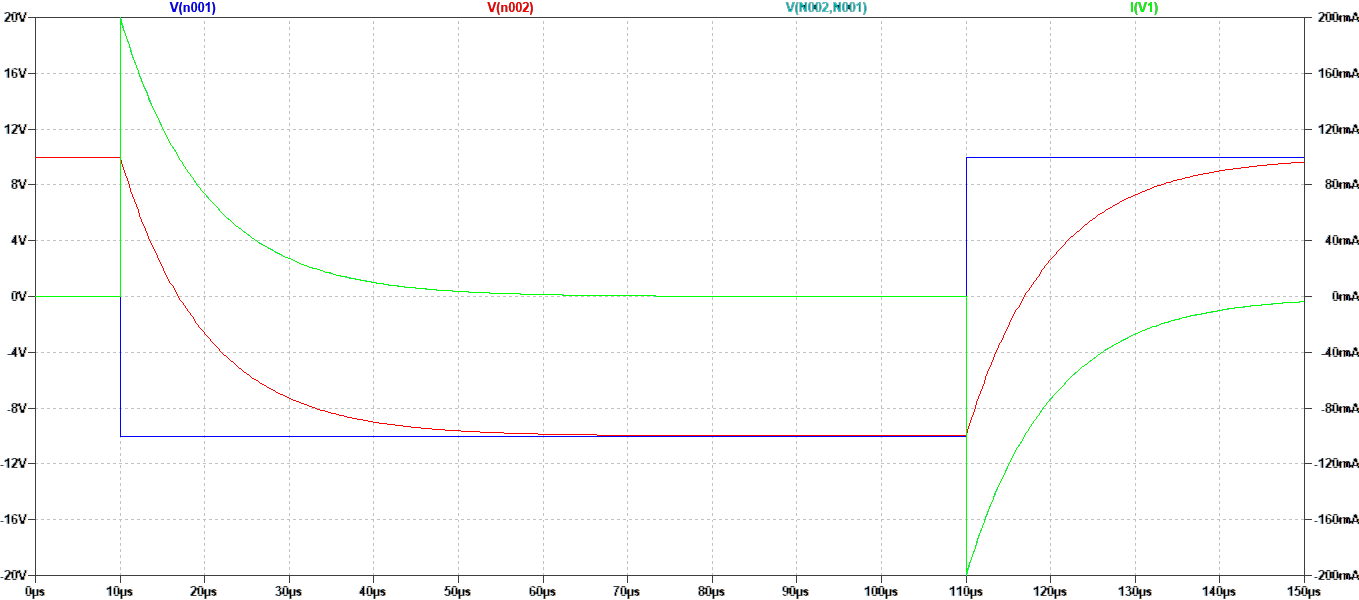 V(n001) V(n002) V(N002,N001) I(V1)
20V 200mA
16V 160mA
12V 120mA
8V 80mA
4V 40mA
0V 0mA
-4V -40mA
-8V -80mA
-12V -120mA
-16V -160mA
-20V -200mA
0µs 10µs 20µs 30µs 40µs 50µs 60µs 70µs 80µs 90µs 100µs 110µs 120µs 130µs 140µs 150µs